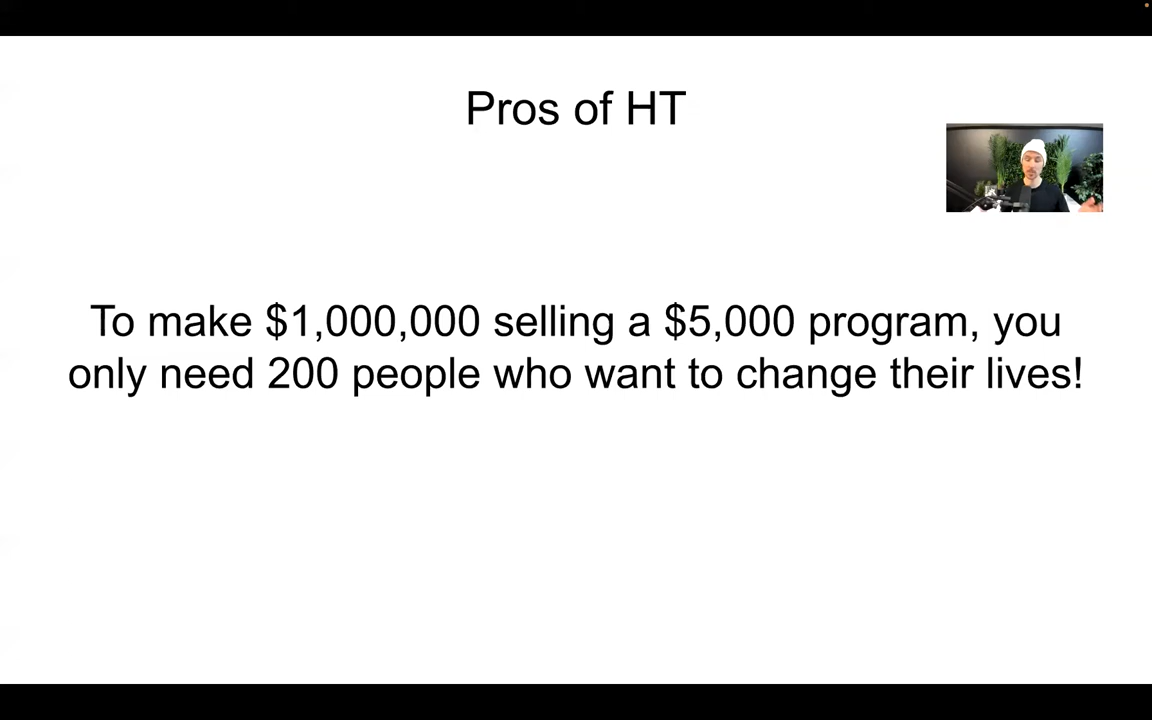 Pros of HT
To make $1,000,000 selling a $5,000 program, you
only need 200 people who want to change their lives!